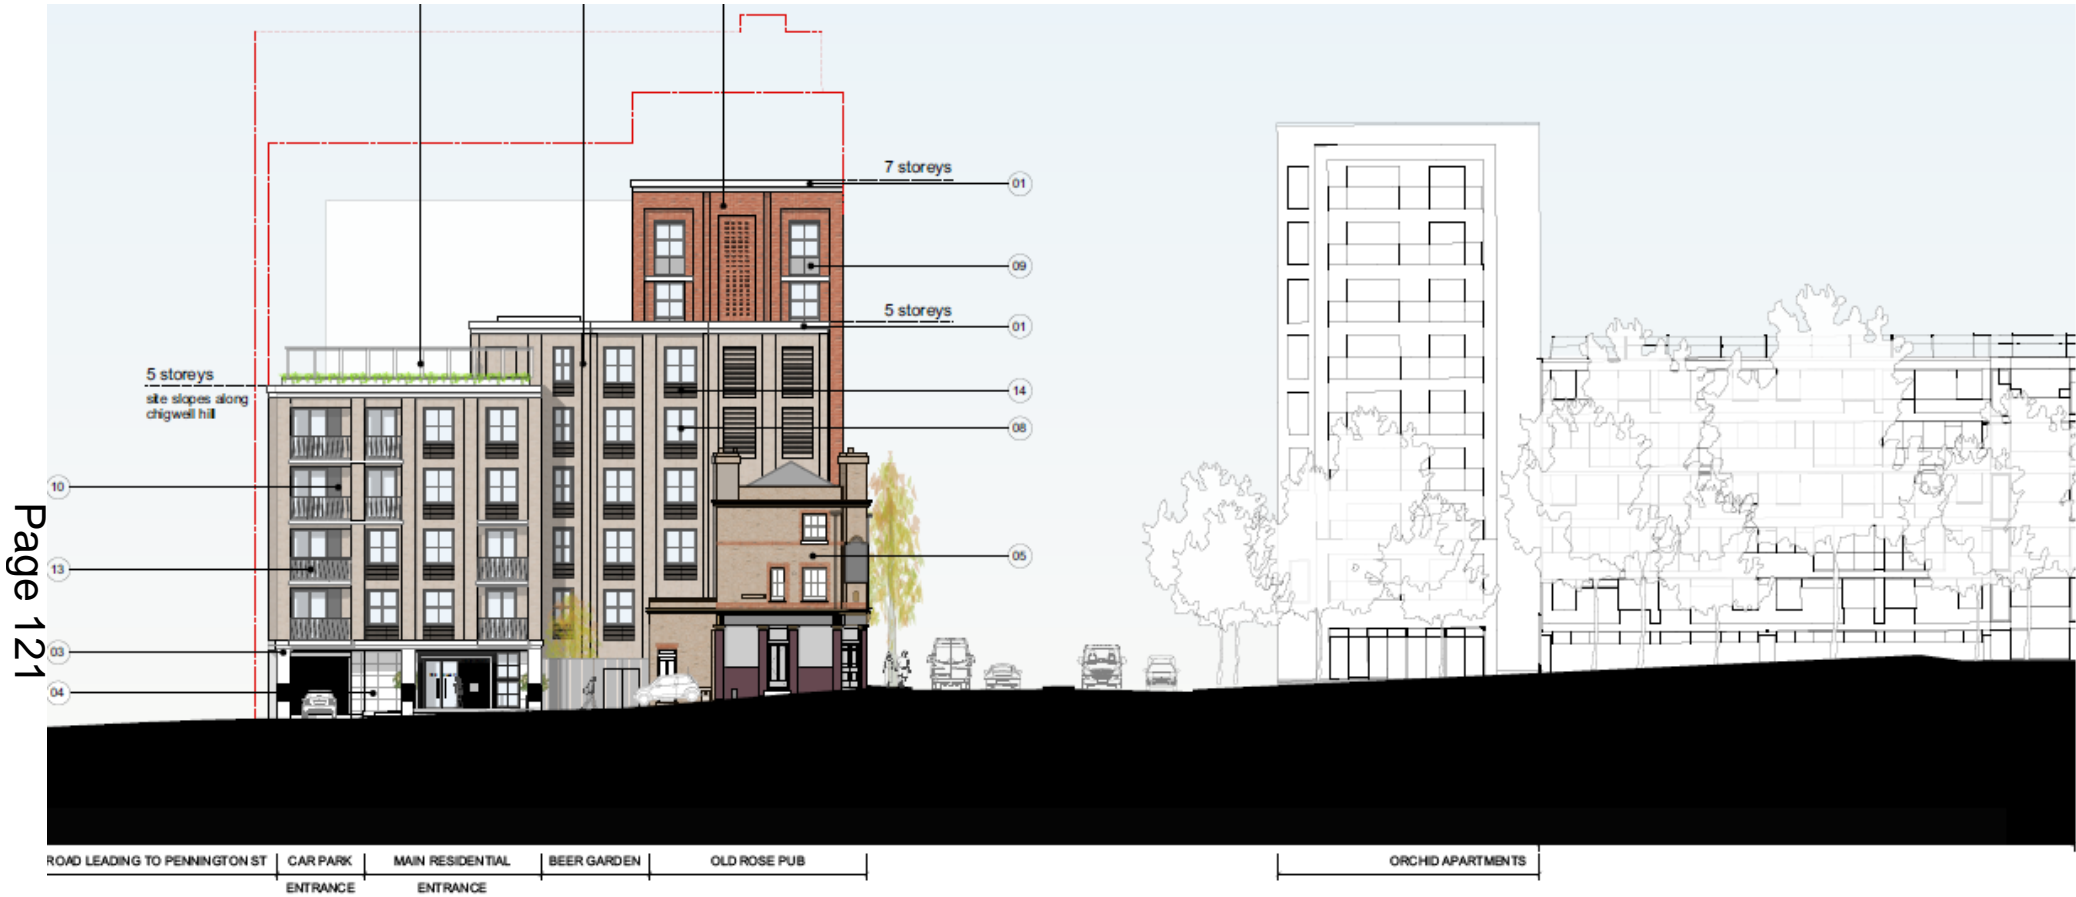 7 storeys
01
09
5 storeys
01
5 storeys
site slopes along
chigwell hill
14
08
10
05
13
03
04
Page 121
ROAD LEADING TO PENNINGTON ST
CAR PARK
ENTRANCE
MAIN RESIDENTIAL
ENTRANCE
BEER GARDEN
OLD ROSE PUB
ORCHID APARTMENTS